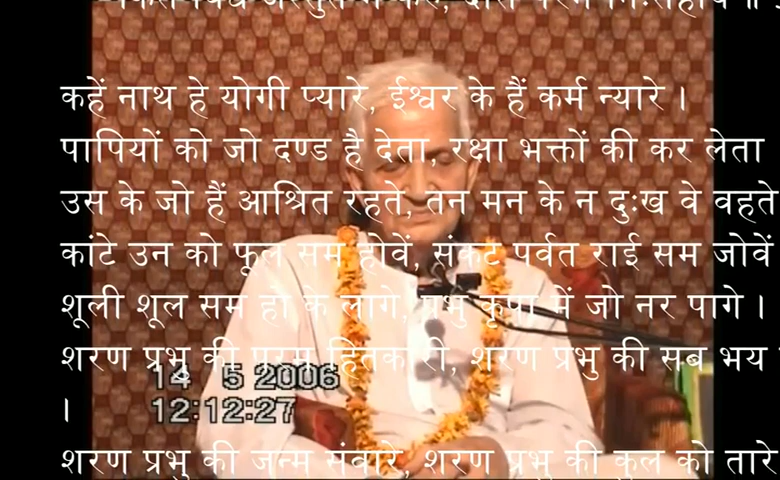 कहें नाथ हे योगी प्यारे, ईश्वर के हैं कर्म न्यारे ।
पापियों को जो दण्ड है देता, रक्षा भक्तों की कर लेता
उस के जो हैं आश्रित रहते, तन मन के न दुःख वे वहते
कांटे उन को फूल सम होवें, संकट पर्वत राई सम जोवें
शूली शूल सम हो के लागे, प्रभु कृपा में जो नर पागे ।
शरण प्रभु की परम हितकारी, शरण प्रभु की सब भय
।
14 5 2006
12:12:27
शरण प्रभु की जन्म संवारे, शरण प्रभु की कुल को तारे